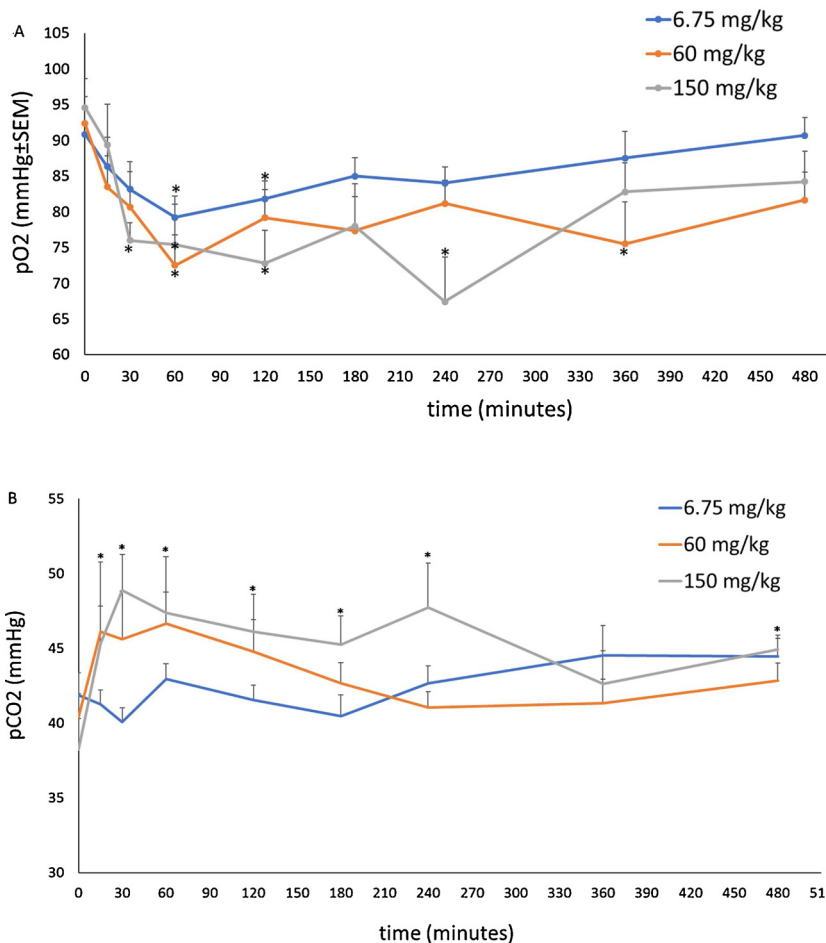 A
6.75 mg/kg
60 mg/kg
150 mg/kg
pO2 (mmHg±SEM)
105
100
95
90
85
80
75
70
65
60
* * * * * * * * *
0 30 60 90 120 150 180 210 240 270 300 330 360 390 420 450 480
time (minutes)
B
6.75 mg/kg
60 mg/kg
150 mg/kg
pCO2 (mmHg)
55
50
45
40
35
30
* * * * * * *
0 30 60 90 120 150 180 210 240 270 300 330 360 390 420 450 480 51
time (minutes)